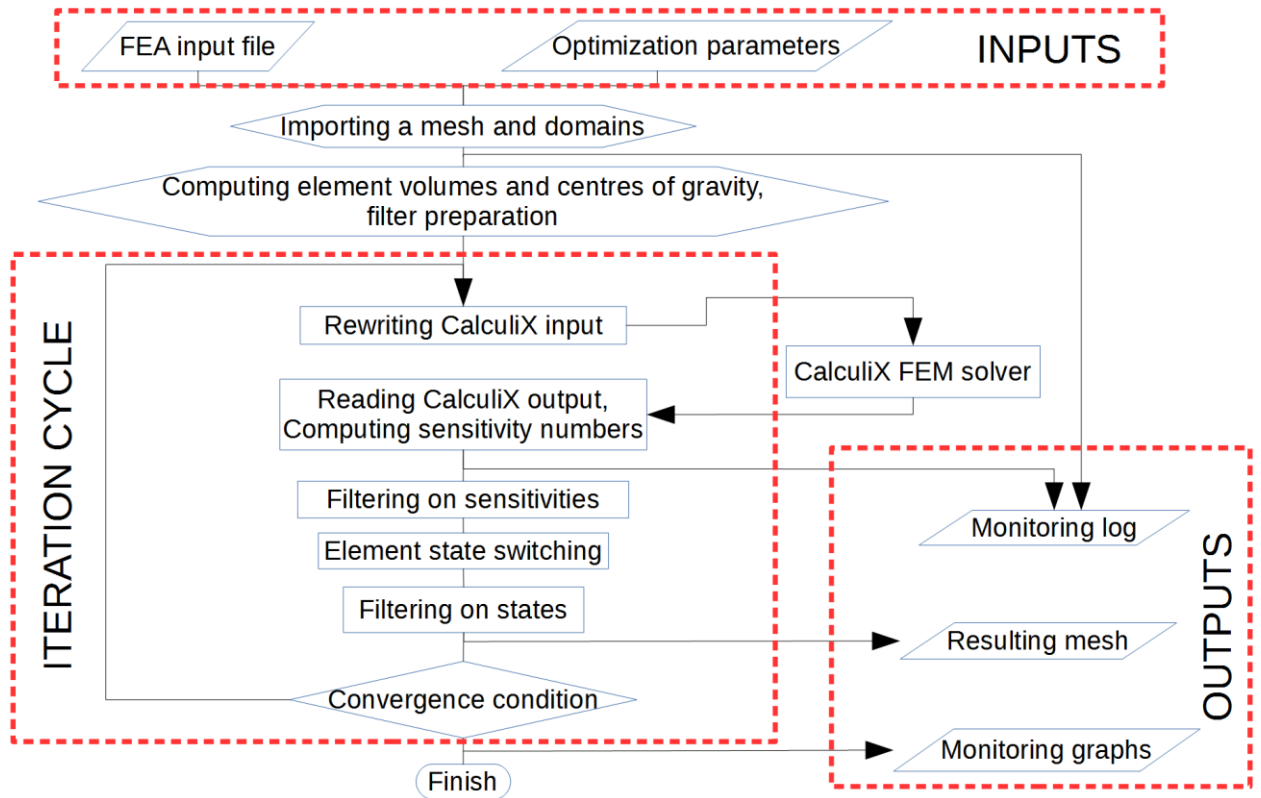 FEA input file
Optimization parameters
INPUTS
Importing a mesh and domains
Computing element volumes and centres of gravity,
filter preparation
ITERATION CYCLE
Rewriting CalculiX input
CalculiX FEM solver
Reading CalculiX output,
Computing sensitivity numbers
Filtering on sensitivities
Element state switching
Filtering on states
Convergence condition
Finish
OUTPUTS
Monitoring log
Resulting mesh
Monitoring graphs